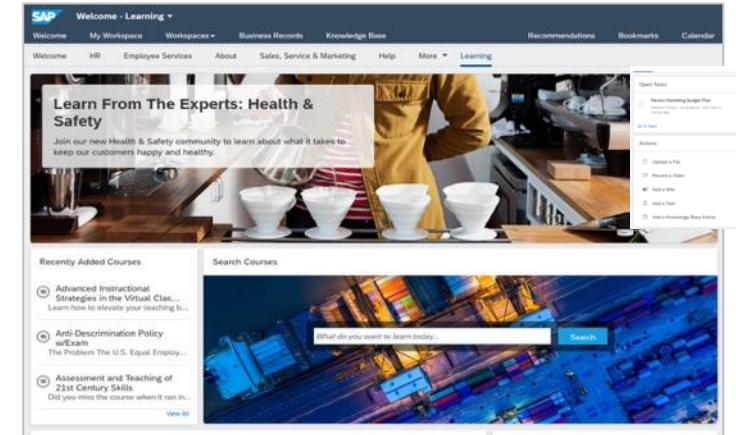 SAP Welcome - Learning
Welcome My Workspace Workspaces Business Records Knowledge Base Recommendations Bookmarks Calendar
Welcome HR Employee Services About Sales, Service & Marketing Help More Learning
Learn From The Experts: Health &
Safety
Join our new Health & Safety community to learn about what it takes to
keep our customers happy and healthy.
Open Tasks
Review Marketing Budget Plan
Go To Tasks
Actions
Upload a File
Record a Video
Add a Wiki
Add a Task
Add a Knowledge Base Article
Recently Added Courses
Advanced Instructional
Strategies in the Virtual Clas...
Learn how to elevate your teaching b...
Anti-Descrimination Policy
w/Exam
The Problem The U.S. Equal Employ...
Assessment and Teaching of
21st Century Skills
Did you miss the course when it ran in...
View All
Search Courses
What do you want to learn today...
Search